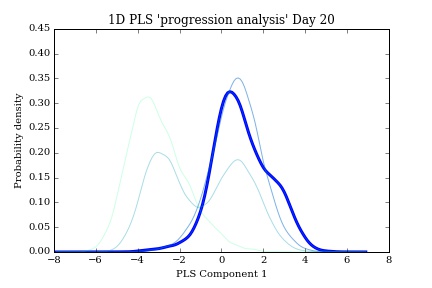 1D PLS 'progression analysis' Day 20
0.45
0.40
0.35
0.30
0.25
0.20
0.15
0.10
0.05
0.00
Probability density
−8 −6 −4 −2 0 2 4 6 8
PLS Component 1